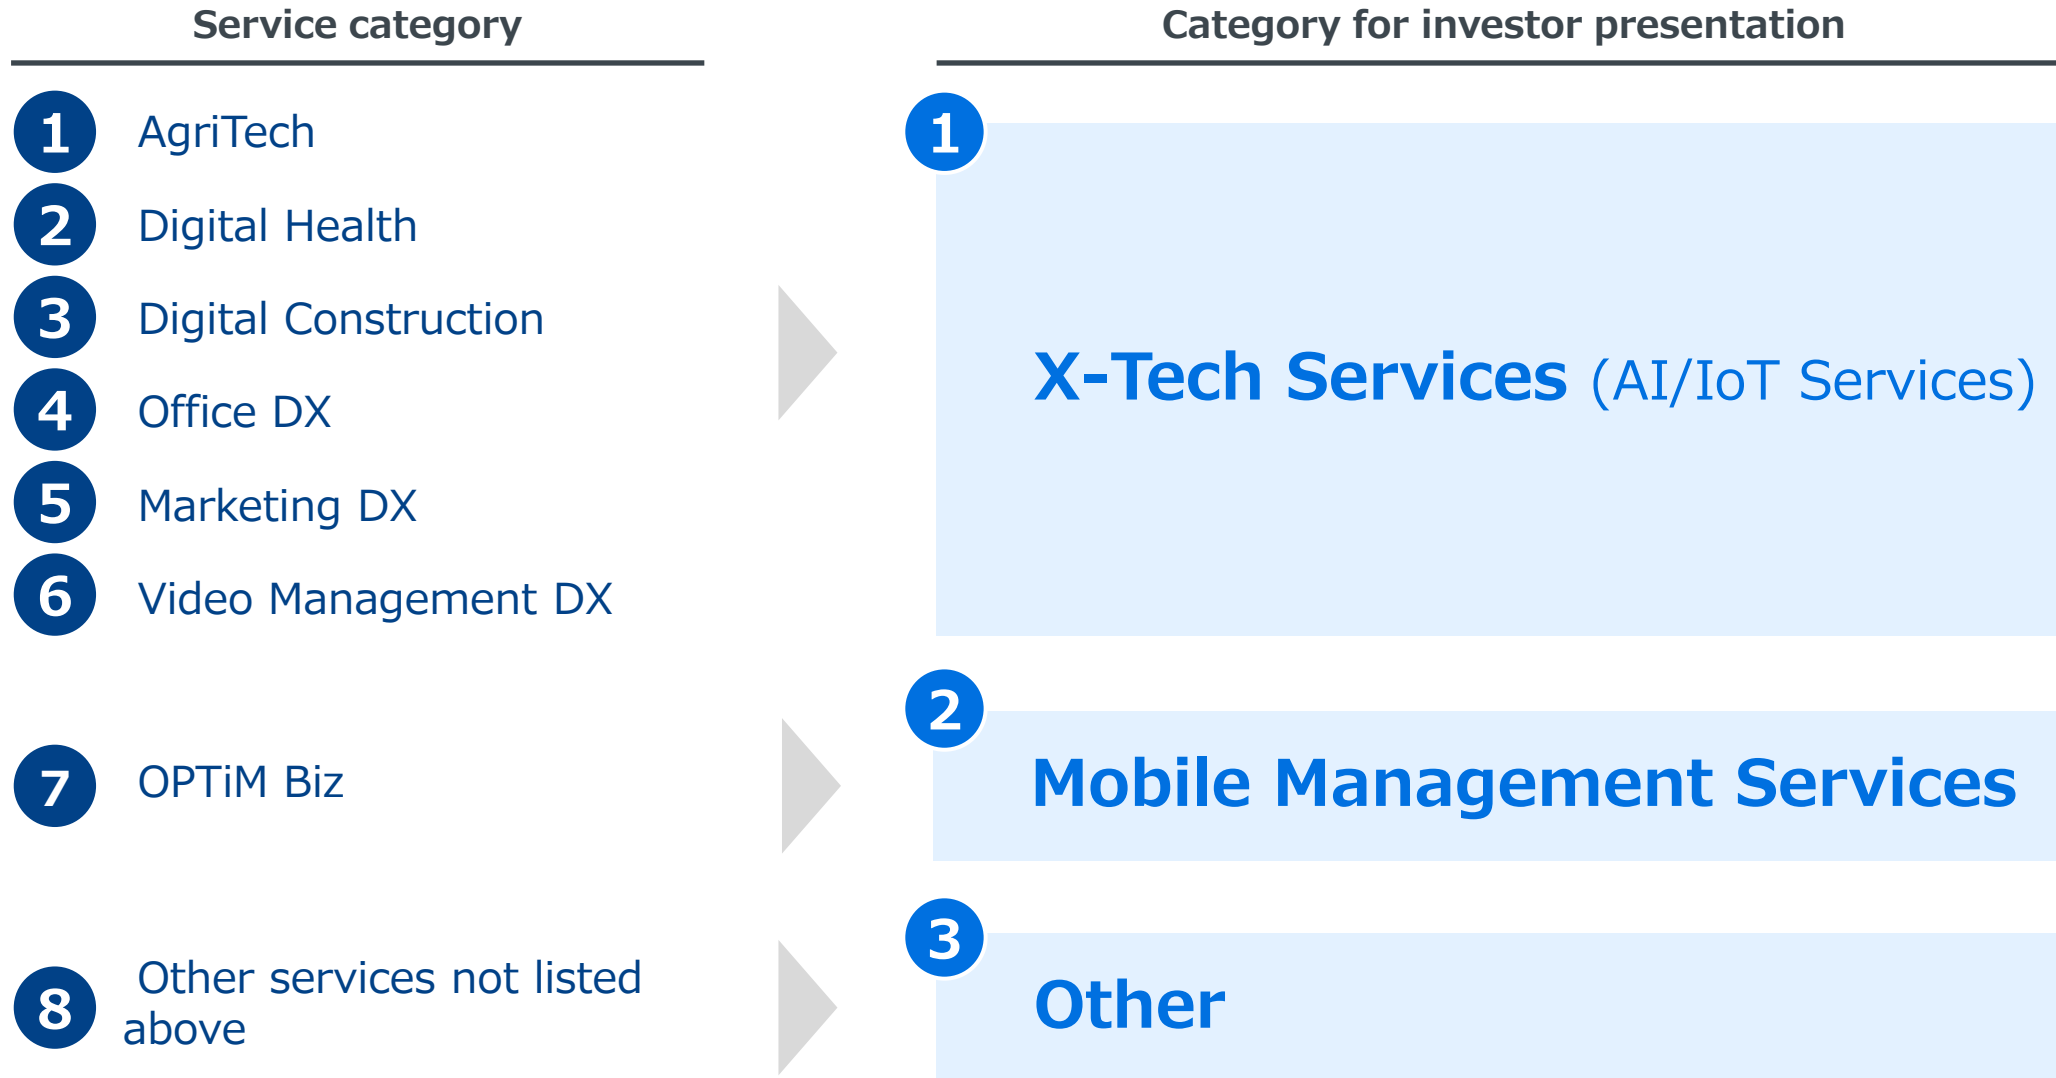 Service category
Category for investor presentation
1 AgriTech
2 Digital Health
3 Digital Construction
4 Office DX
5 Marketing DX
6 Video Management DX
1
X-Tech Services (AI/IoT Services)
7 OPTiM Biz
2
Mobile Management Services
8 Other services not listed
above
3
Other